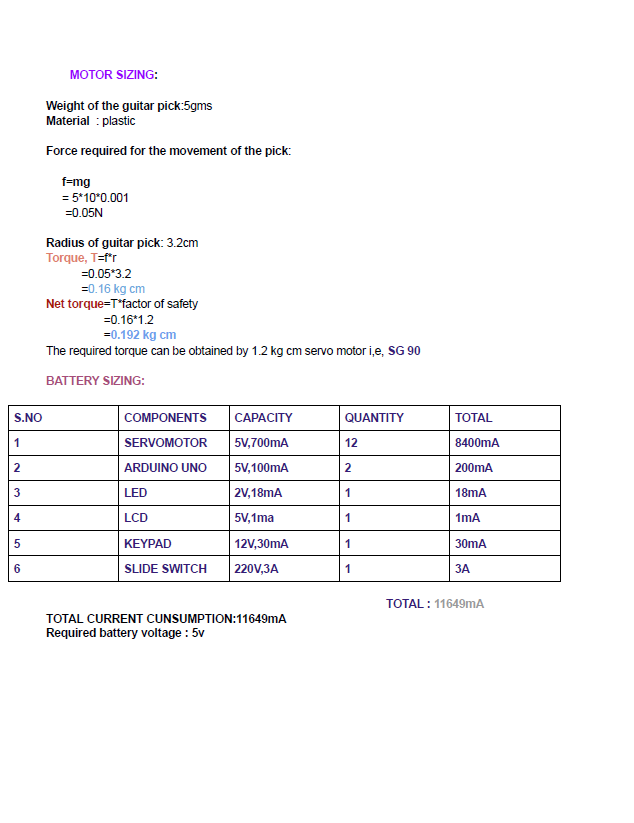 MOTOR SIZING:
Weight of the guitar pick:5gms
Material : plastic
Force required for the movement of the pick:
f=mg
= 5*10*0.001
=0.05N
Radius of guitar pick: 3.2cm
Torque, T=f*r
=0.05*3.2
=0.16 kg cm
Net torque=T*factor of safety
=0.16*1.2
=0.192 kg cm
The required torque can be obtained by 1.2 kg cm servo motor i,e, SG 90
BATTERY SIZING:
S.NO COMPONENTS CAPACITY QUANTITY TOTAL
1 SERVOMOTOR 5V,700mA 12 8400mA
2 ARDUINO UNO 5V,100mA 2 200mA
3 LED 2V,18mA 1 18mA
4 LCD 5V,1ma 1 1mA
5 KEYPAD 12V,30mA 1 30mA
6 SLIDE SWITCH 220V,3A 1 3A
TOTAL : 11649mA
TOTAL CURRENT CUNSUMPTION:11649mA
Required battery voltage : 5v